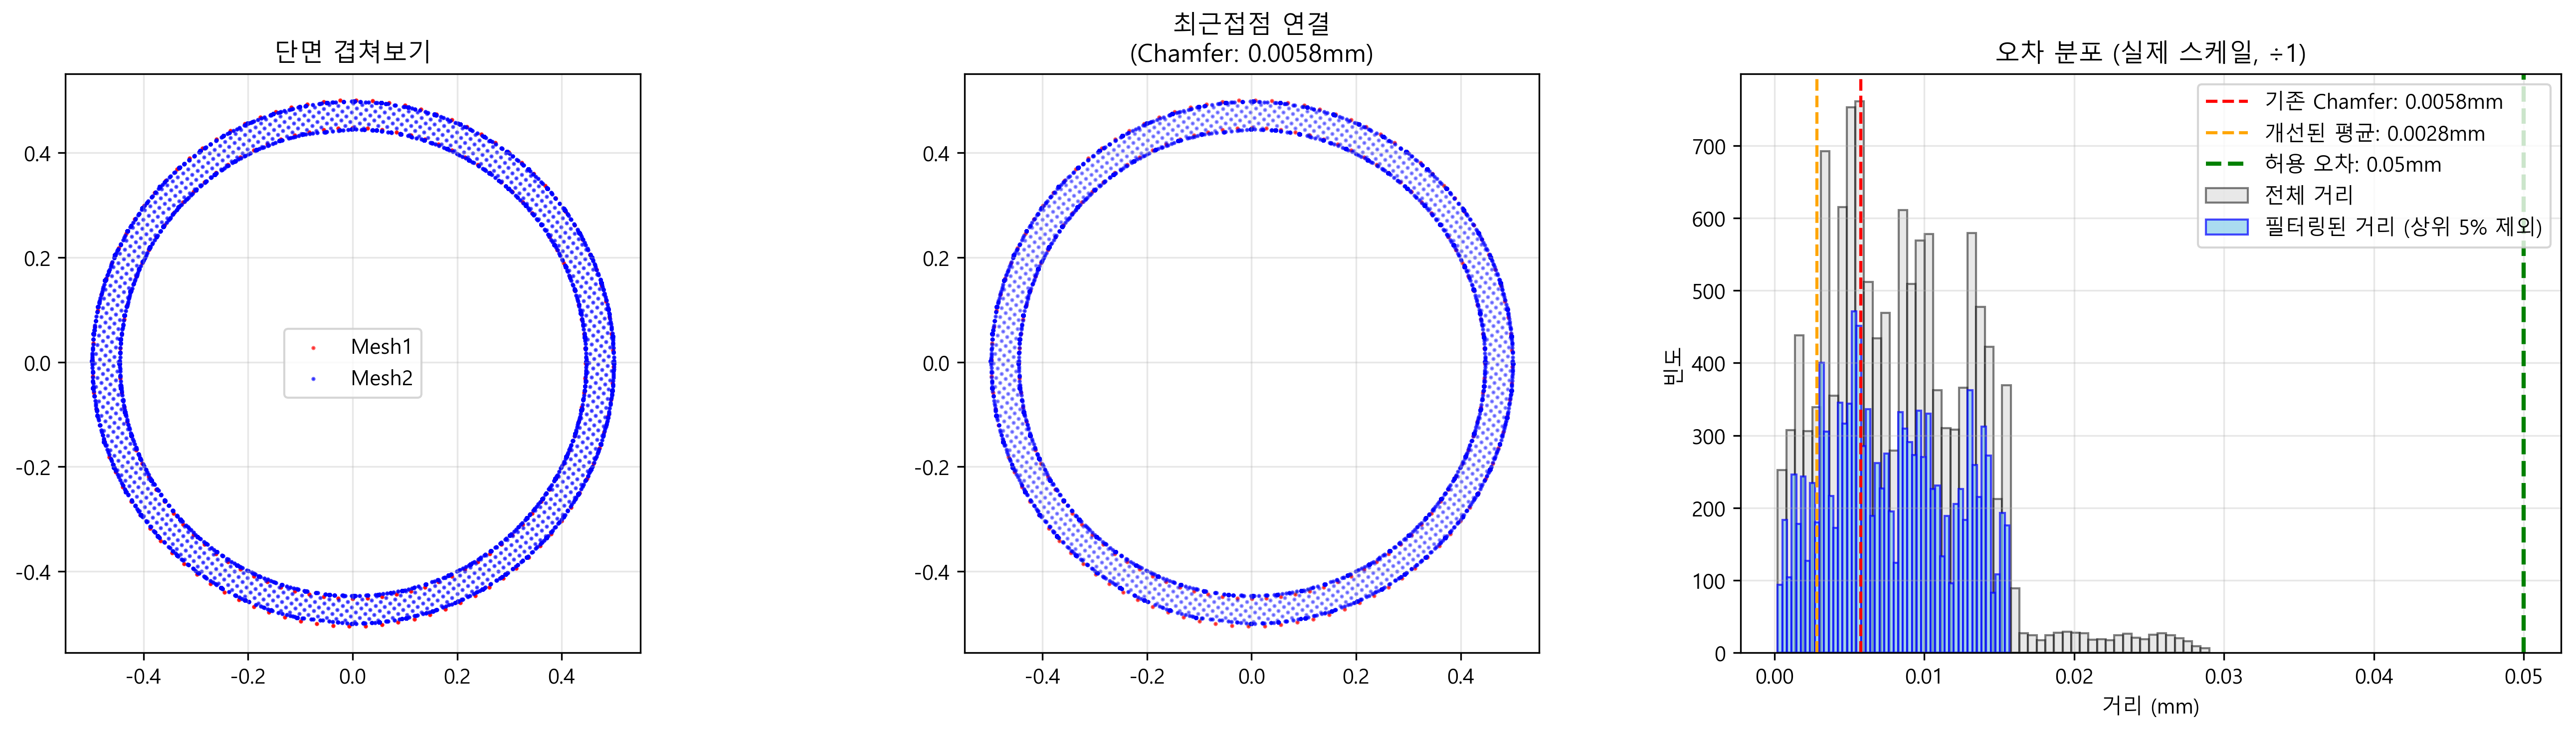 단면 겹쳐보기
0.4
0.2
0.0
-0.2
-0.4
-0.4
-0.2
0.0
0.2
0.4
Mesh1
Mesh2
최근접점 연결
(Chamfer: 0.0058mm)
0.4
0.2
0.0
-0.2
-0.4
-0.4
-0.2
0.0
0.2
0.4
오차 분포 (실제 스케일, ÷1)
빈도
700
600
500
400
300
200
100
0
0.00
0.01
0.02
0.03
0.04
0.05
거리 (mm)
기존 Chamfer: 0.0058mm
개선된 평균: 0.0028mm
허용 오차: 0.05mm
전체 거리
필터링된 거리 (상위 5% 제외)